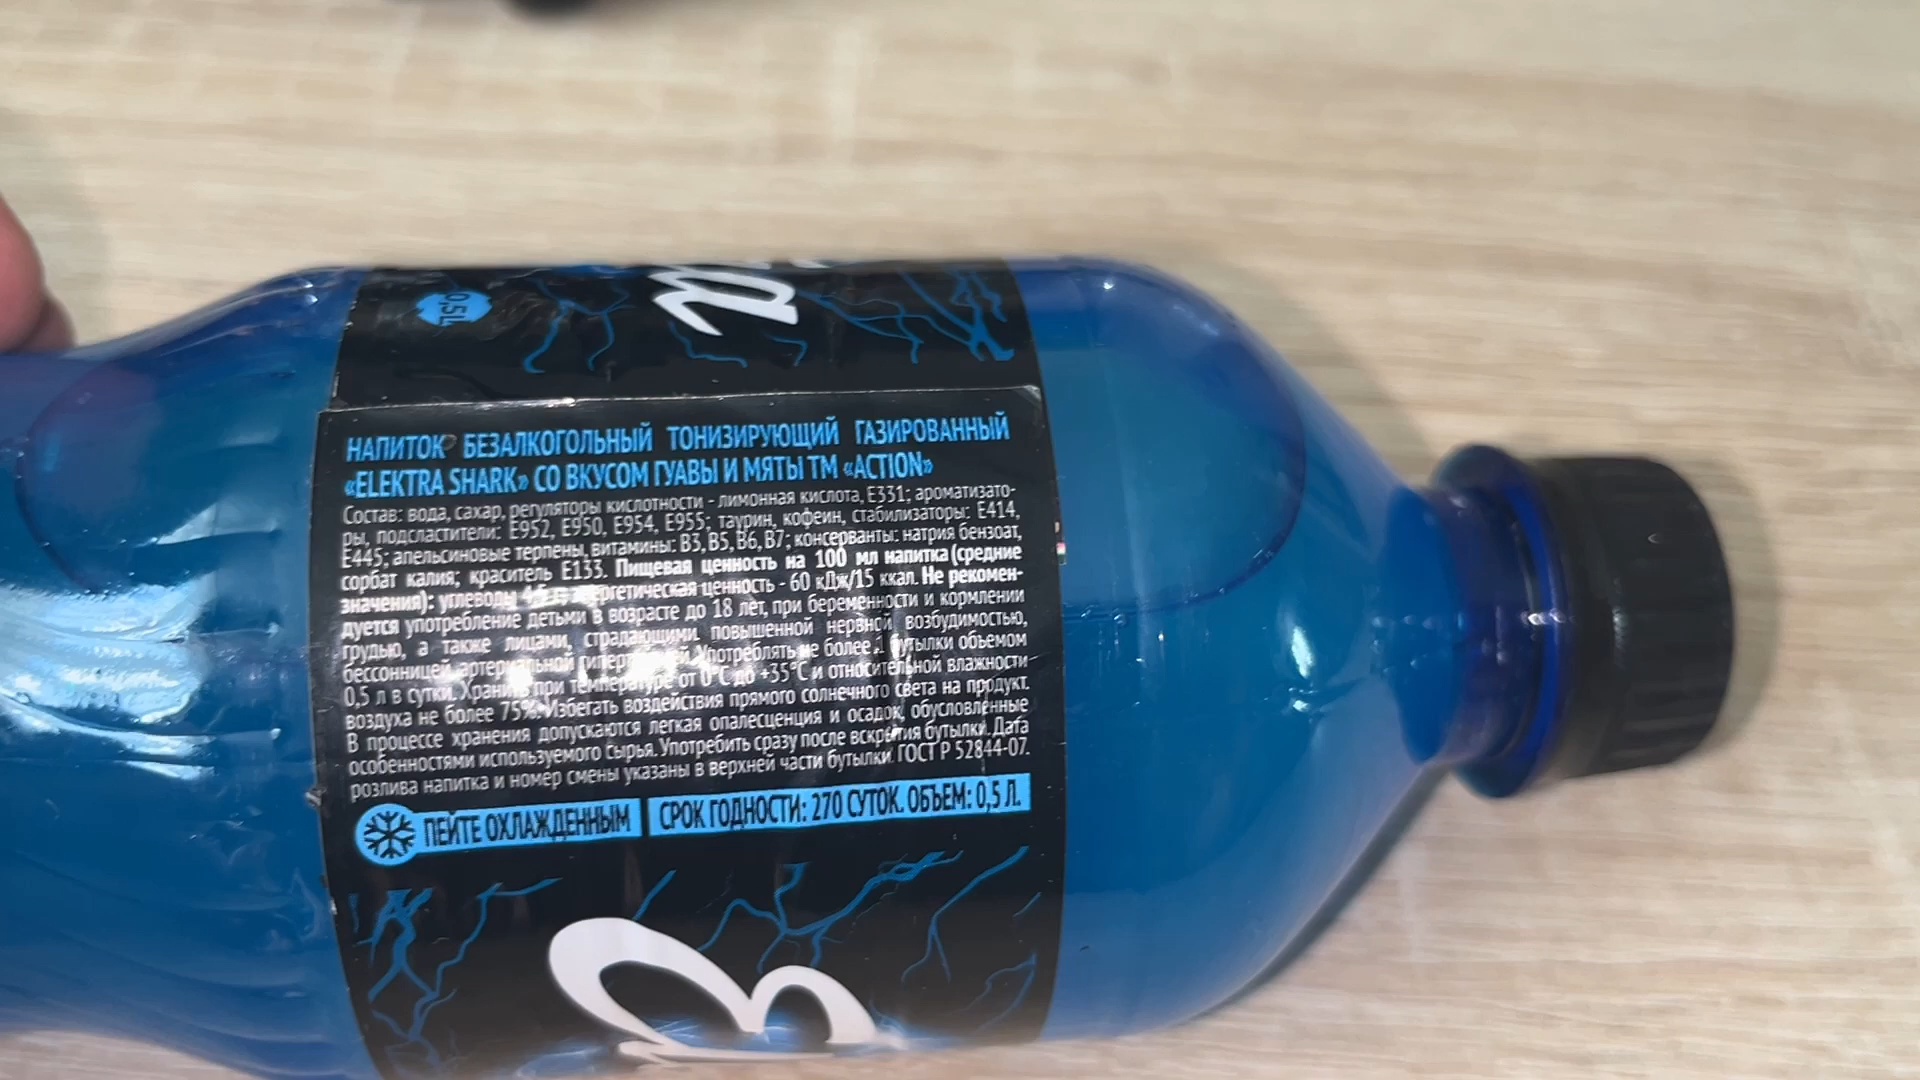 0,5L
НАПИТОК БЕЗАЛКОГОЛЬНЫЙ ТОНИЗИРУЮЩИЙ ГАЗИРОВАННЫЙ
«ELEKTRA SHARK» СО ВКУСОМ ГУАВЫ И МЯТЫ ТМ «ACTION»
Состав: вода, сахар, регуляторы кислотности - лимонная кислота, Е331; ароматизато-
ры, подсластители: Е952, Е950, Е954, Е955; таурин, кофеин, стабилизаторы: Е414,
Е445; апельсиновые терпены, витамины: В3, В5, В6, В7; консерванты: натрия бензоат,
сорбат калия; краситель Е133. Пищевая ценность на 100 мл напитка (средние
значения): углеводы энергетическая ценность - 60 кДж/15 ккал. Не рекомен-
дуется употребление детьми в возрасте до 18 лет, при беременности и кормлении
грудью, а также лицами, страдающими повышенной нервной возбудимостью,
бессонницей, артериальной гипертензией. Употреблять не более 1 бутылки объемом
0,5 л в сутки. Хранить при температуре от 0°С до +35°С и относительной влажности
воздуха не более 75%. Избегать воздействия прямого солнечного света на продукт.
В процессе хранения допускаются легкая опалесценция и осадок, обусловленные
особенностями используемого сырья. Употребить сразу после вскрытия бутылки. Дата
розлива напитка и номер смены указаны в верхней части бутылки. ГОСТ Р 52844-07.
ПЕЙТЕ ОХЛАЖДЕННЫМ СРОК ГОДНОСТИ: 270 СУТОК. ОБЪЕМ: 0,5 Л.